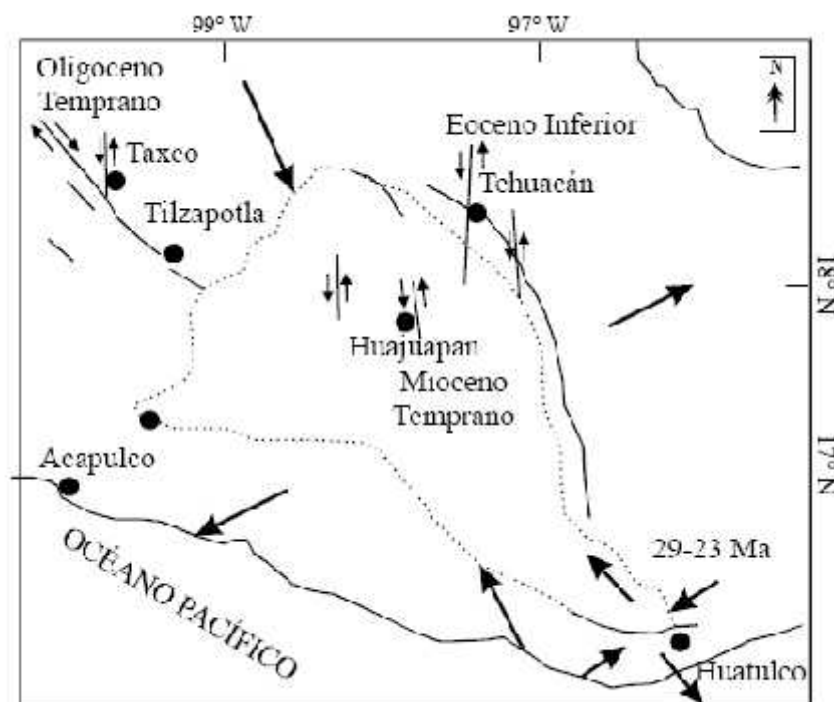 99° W
97° W
N
Oligoceno
Temprano
Taxco
Tilzapotla
Eoceno Inferior
Tehuacán
18° N
Huajuapan
Mioceno
Temprano
17° N
Acapulco
OCÉANO PACÍFICO
29-23 Ma
Huatulco